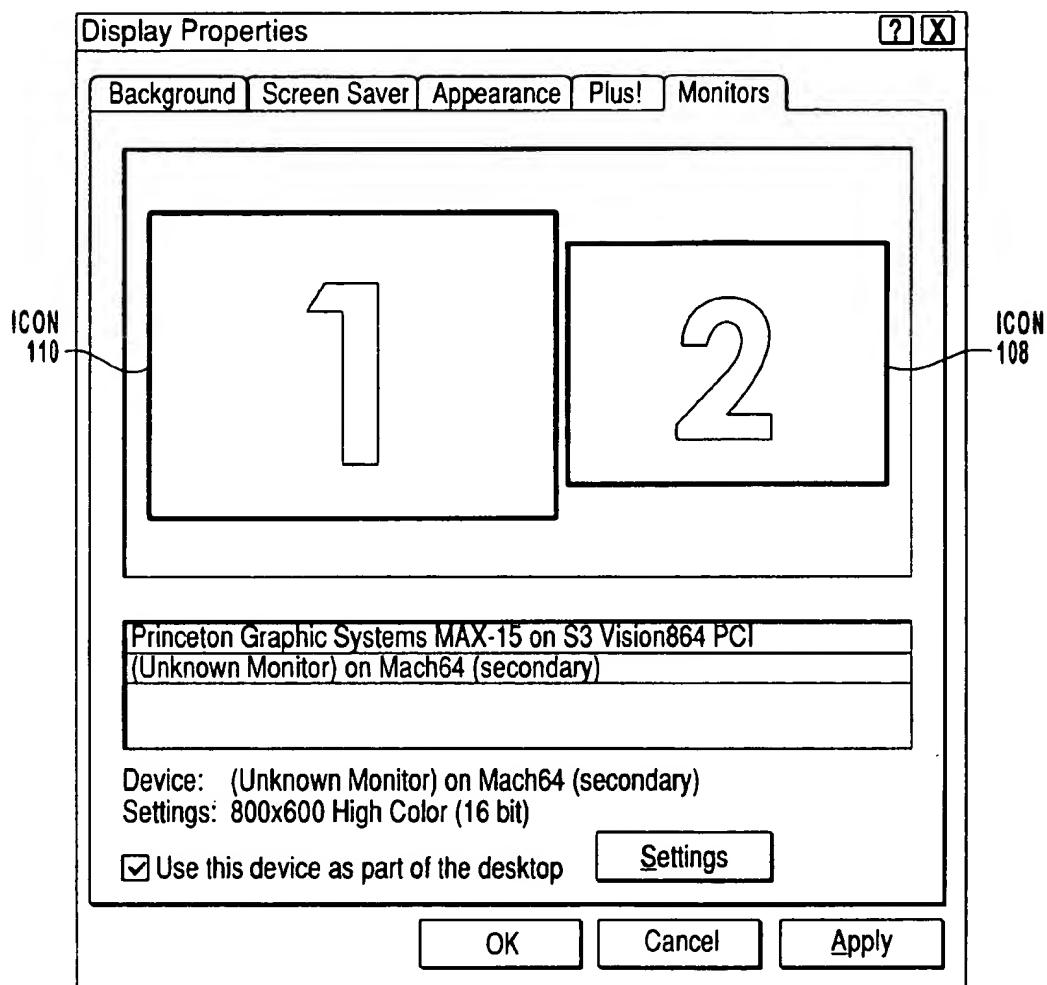 Display Properties ? X
Background Screen Saver Appearance Plus! Monitors
1 2
ICON
110
ICON
108
Princeton Graphic Systems MAX-15 on S3 Vision864 PCI
(Unknown Monitor) on Mach64 (secondary)
Device: (Unknown Monitor) on Mach64 (secondary)
Settings: 800x600 High Color (16 bit)
Use this device as part of the desktop Settings
OK Cancel Apply